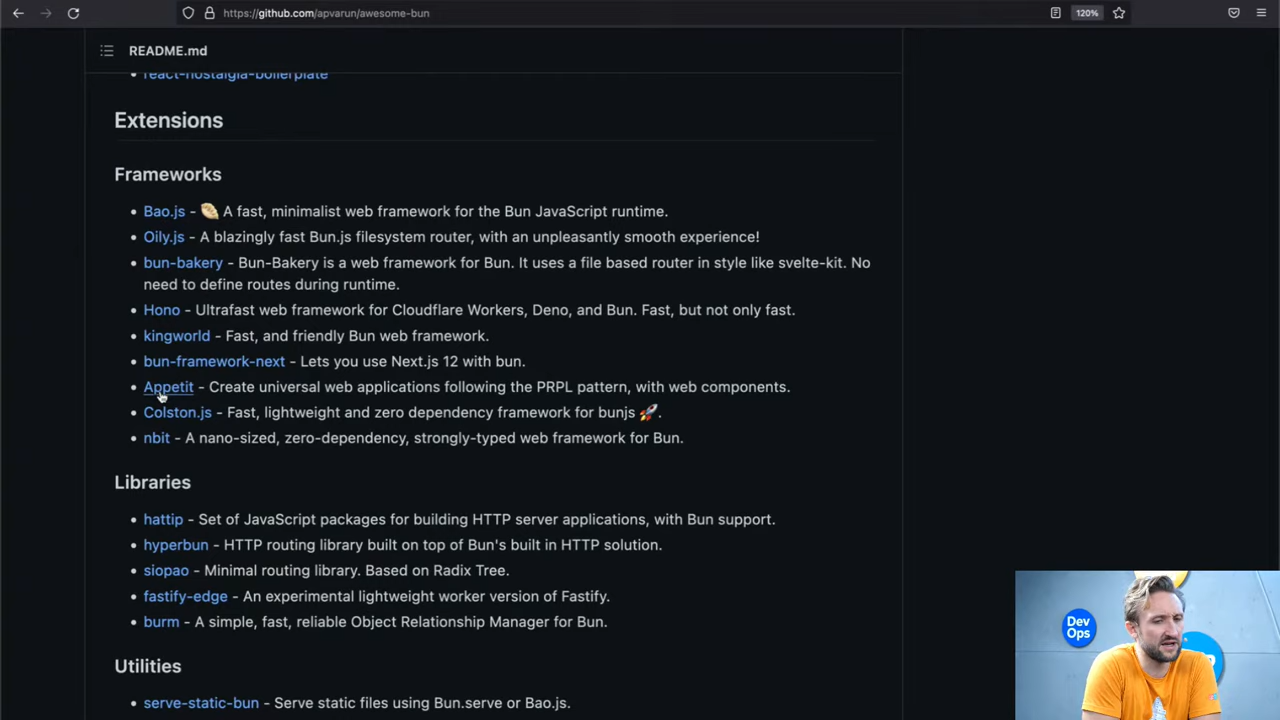 https://github.com/apvarun/awesome-bun
120%
README.md
react-nostalgia-boilerplate
Extensions
Frameworks
Bao.js - A fast, minimalist web framework for the Bun JavaScript runtime.
Oily.js - A blazingly fast Bun.js filesystem router, with an unpleasantly smooth experience!
bun-bakery - Bun-Bakery is a web framework for Bun. It uses a file based router in style like svelte-kit. No
need to define routes during runtime.
Hono - Ultrafast web framework for Cloudflare Workers, Deno, and Bun. Fast, but not only fast.
kingworld - Fast, and friendly Bun web framework.
bun-framework-next - Lets you use Next.js 12 with bun.
Appetit - Create universal web applications following the PRPL pattern, with web components.
Colston.js - Fast, lightweight and zero dependency framework for bunjs 🚀.
nbit - A nano-sized, zero-dependency, strongly-typed web framework for Bun.
Libraries
hattip - Set of JavaScript packages for building HTTP server applications, with Bun support.
hyperbun - HTTP routing library built on top of Bun's built in HTTP solution.
siopao - Minimal routing library. Based on Radix Tree.
fastify-edge - An experimental lightweight worker version of Fastify.
burm - A simple, fast, reliable Object Relationship Manager for Bun.
Utilities
serve-static-bun - Serve static files using Bun.serve or Bao.js.
Dev
Ops